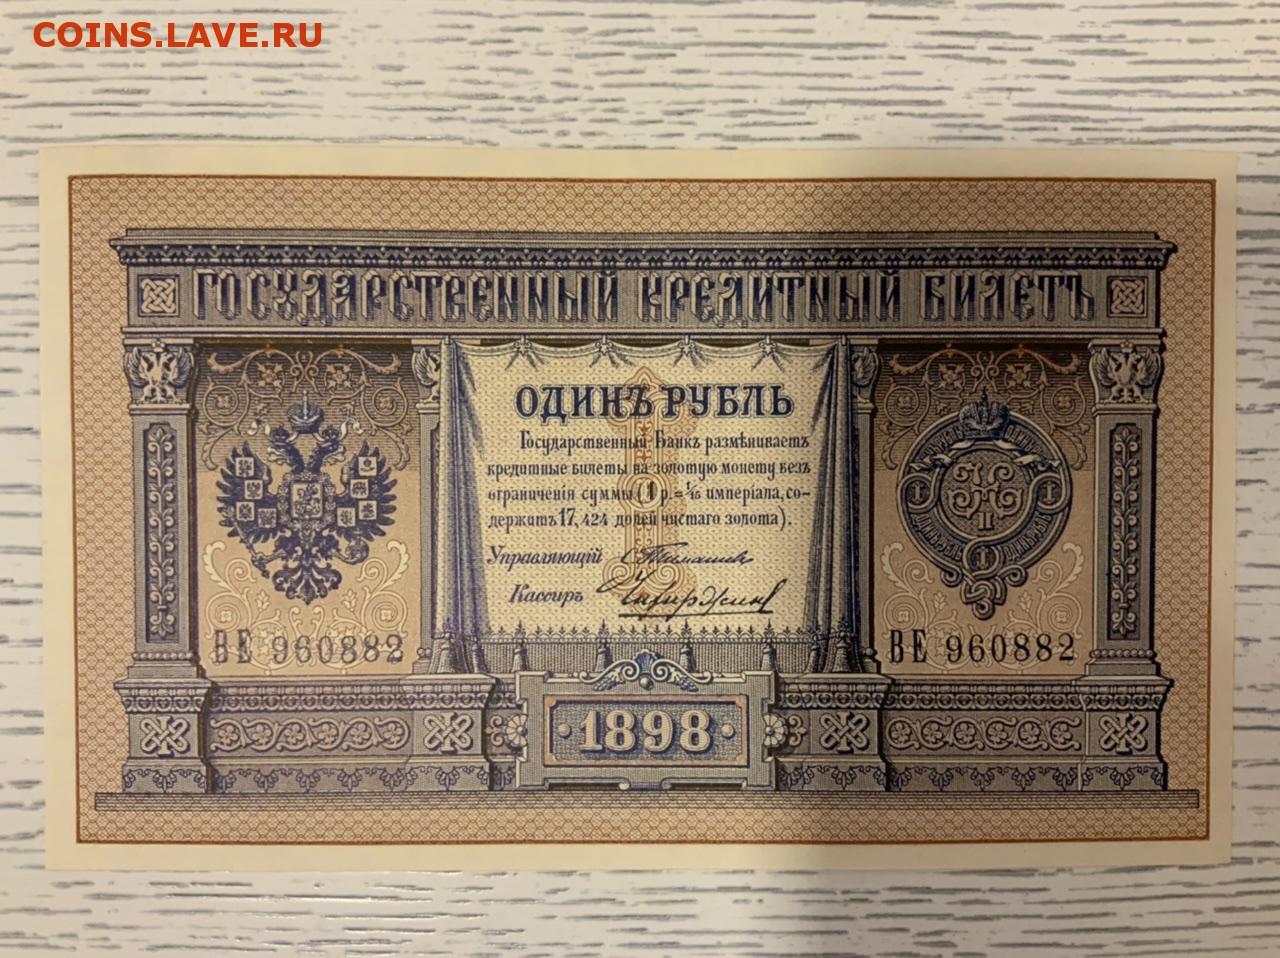 COINS.LAVE.RU
ГОСУДАРСТВЕННЫЙ КРЕДИТНЫЙ БИЛЕТЪ
ОДИНЪ РУБЛЬ
Государственный Банкъ размѣниваетъ
кредитные билеты на золотую монету безъ
ограниченія суммы (1 р. = 1/15 имперіала, со-
держитъ 17,424 долей чистаго золота).
Управляющій
Кассиръ
ВЕ 960882
ВЕ 960882
·1898·